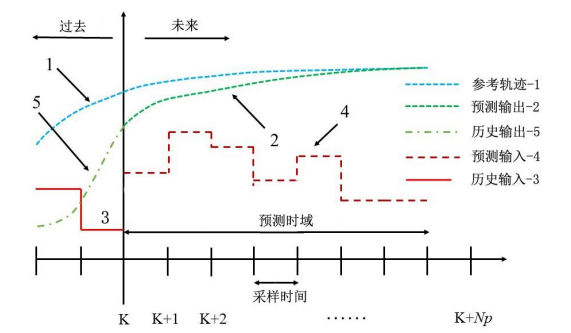 过去
未来
1
5
4
2
3
参考轨迹-1
预测输出-2
历史输出-5
预测输入-4
历史输入-3
预测时域
采样时间
K
K+1
K+2
······
K+Np